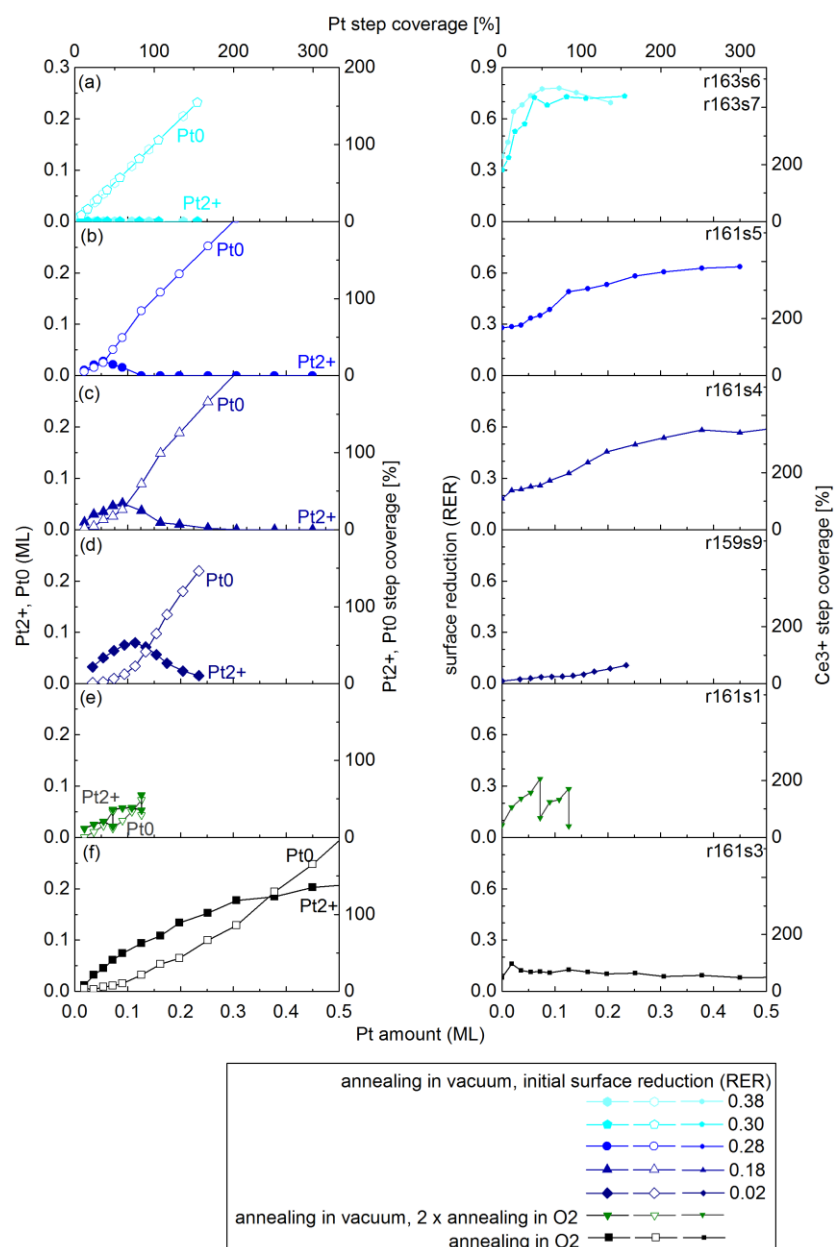 Pt step coverage [%]
0 100 200 300 0 100 200 300
0.3 (a) 200 0.9 r163s6
r163s7
0.2 Pt0 0.6
100
0.1 0.3 200
Pt2+
0.0 0 0.0
(b) r161s5
0.2 Pt0 0.6
100
0.1 0.3 200
Pt2+
0.0 0 0.0 0
(c) r161s4
0.2 Pt0 0.6
100
0.1 0.3 200
Pt2+
0.0 0 0.0 0
(d) r159s9
0.2 Pt0 0.6
100
0.1 0.3 200
Pt2+
0.0 0 0.0 0
(e) r161s1
0.2 0.6
100
0.1 Pt2+ 0.3 200
Pt0
0.0 0 0.0 0
(f) Pt0 r161s3
0.2 0.6
Pt2+
100
0.1 0.3 200
0.0 0 0.0 0
0.0 0.1 0.2 0.3 0.4 0.5 0.0 0.1 0.2 0.3 0.4 0.5
Pt amount (ML)
Pt2+, Pt0 (ML)
Pt2+, Pt0 step coverage [%]
surface reduction (RER)
Ce3+ step coverage [%]
annealing in vacuum, initial surface reduction (RER)
0.38
0.30
0.28
0.18
0.02
annealing in vacuum, 2 x annealing in O2
annealing in O2